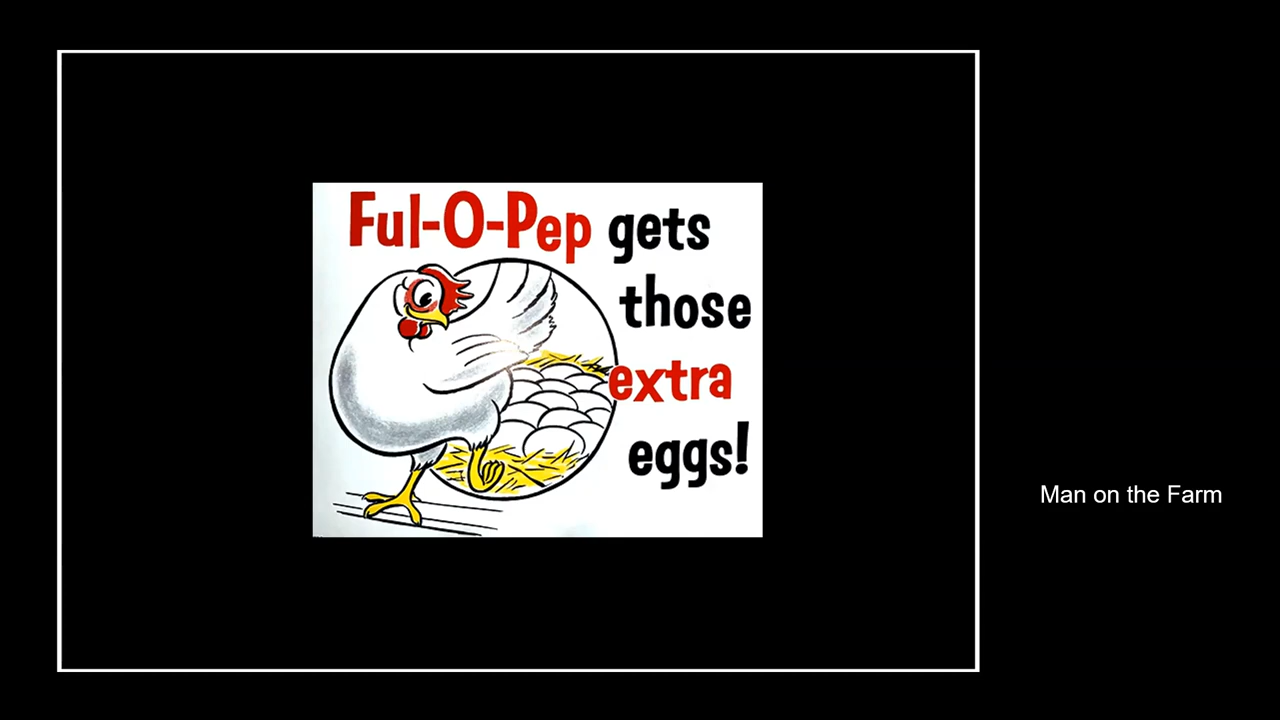 Ful-O-Pep gets
those
extra
eggs!
Man on the Farm